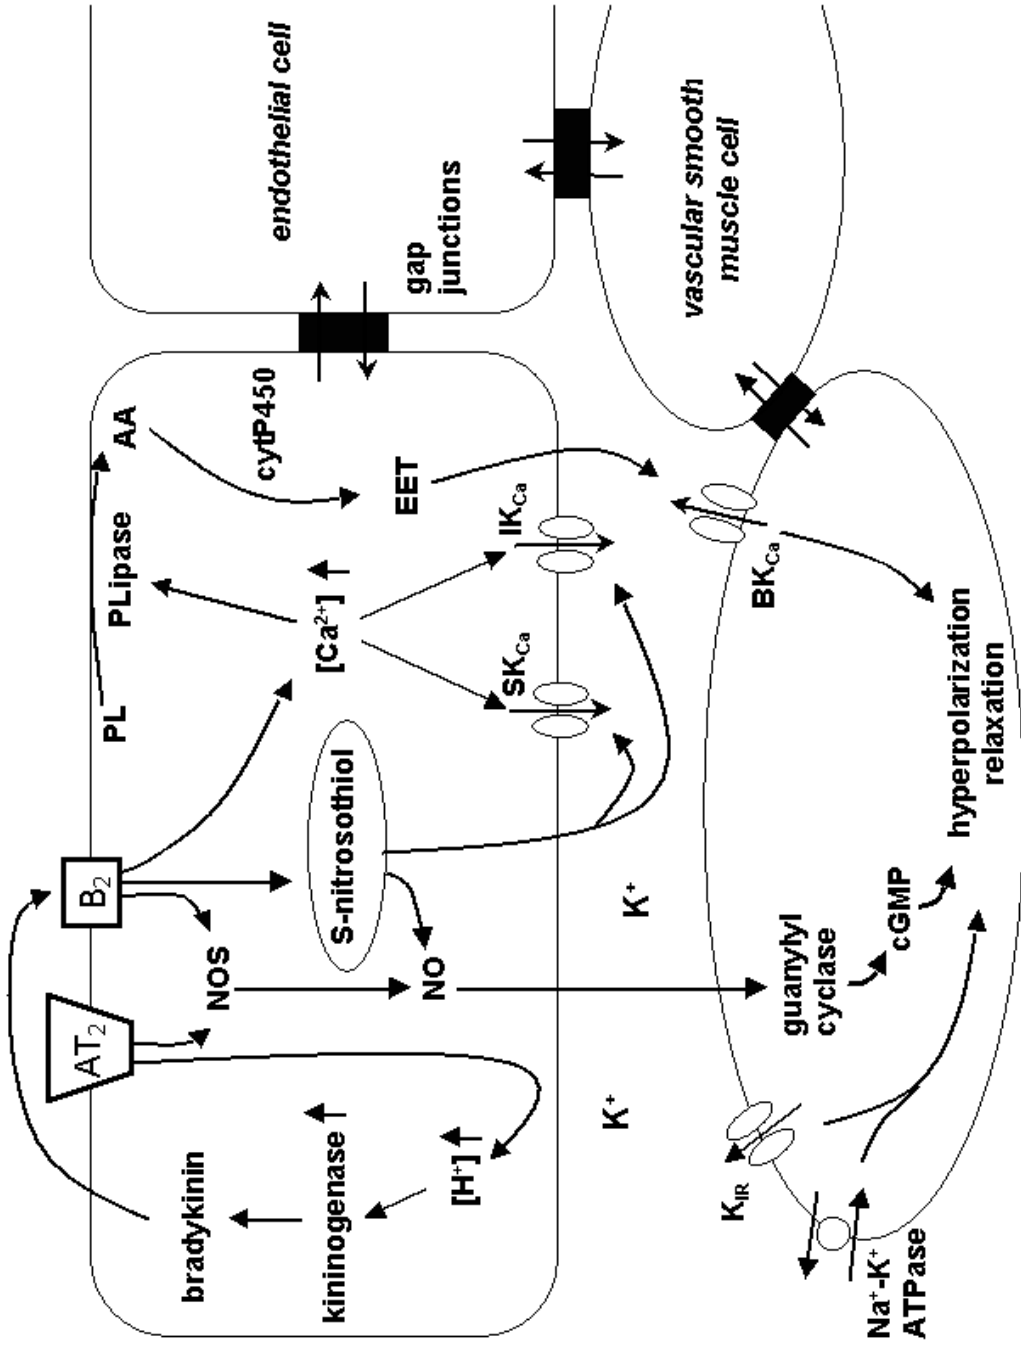 AT₂
B₂
PL
PLipase
AA
bradykinin
NOS
cytP450
endothelial cell
kininogenase
S-nitrosothiol
[Ca²⁺]
EET
gap
junctions
[H⁺]
NO
SKCa
IKCa
K⁺
K⁺
KIR
guanylyl
cyclase
cGMP
BKCa
vascular smooth
muscle cell
Na⁺-K⁺
ATPase
hyperpolarization
relaxation